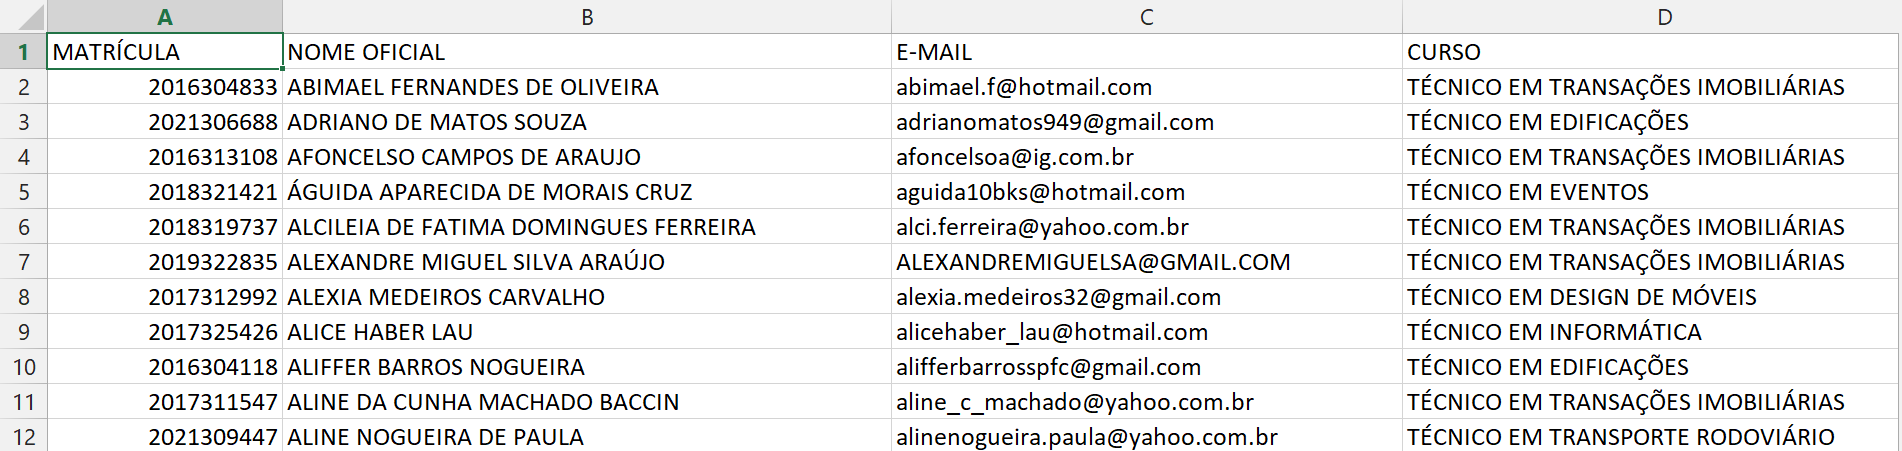 A B C D
1 MATRÍCULA NOME OFICIAL E-MAIL CURSO
2 2016304833 ABIMAEL FERNANDES DE OLIVEIRA abimael.f@hotmail.com TÉCNICO EM TRANSAÇÕES IMOBILIÁRIAS
3 2021306688 ADRIANO DE MATOS SOUZA adrianomatos949@gmail.com TÉCNICO EM EDIFICAÇÕES
4 2016313108 AFONCELSO CAMPOS DE ARAUJO afoncelsoa@ig.com.br TÉCNICO EM TRANSAÇÕES IMOBILIÁRIAS
5 2018321421 ÁGUIDA APARECIDA DE MORAIS CRUZ aguida10bks@hotmail.com TÉCNICO EM EVENTOS
6 2018319737 ALCILEIA DE FATIMA DOMINGUES FERREIRA alci.ferreira@yahoo.com.br TÉCNICO EM TRANSAÇÕES IMOBILIÁRIAS
7 2019322835 ALEXANDRE MIGUEL SILVA ARAÚJO ALEXANDREMIGUELSA@GMAIL.COM TÉCNICO EM TRANSAÇÕES IMOBILIÁRIAS
8 2017312992 ALEXIA MEDEIROS CARVALHO alexia.medeiros32@gmail.com TÉCNICO EM DESIGN DE MÓVEIS
9 2017325426 ALICE HABER LAU alicehaber_lau@hotmail.com TÉCNICO EM INFORMÁTICA
10 2016304118 ALIFFER BARROS NOGUEIRA alifferbarrosspfc@gmail.com TÉCNICO EM EDIFICAÇÕES
11 2017311547 ALINE DA CUNHA MACHADO BACCIN aline_c_machado@yahoo.com.br TÉCNICO EM TRANSAÇÕES IMOBILIÁRIAS
12 2021309447 ALINE NOGUEIRA DE PAULA alinenogueira.paula@yahoo.com.br TÉCNICO EM TRANSPORTE RODOVIÁRIO